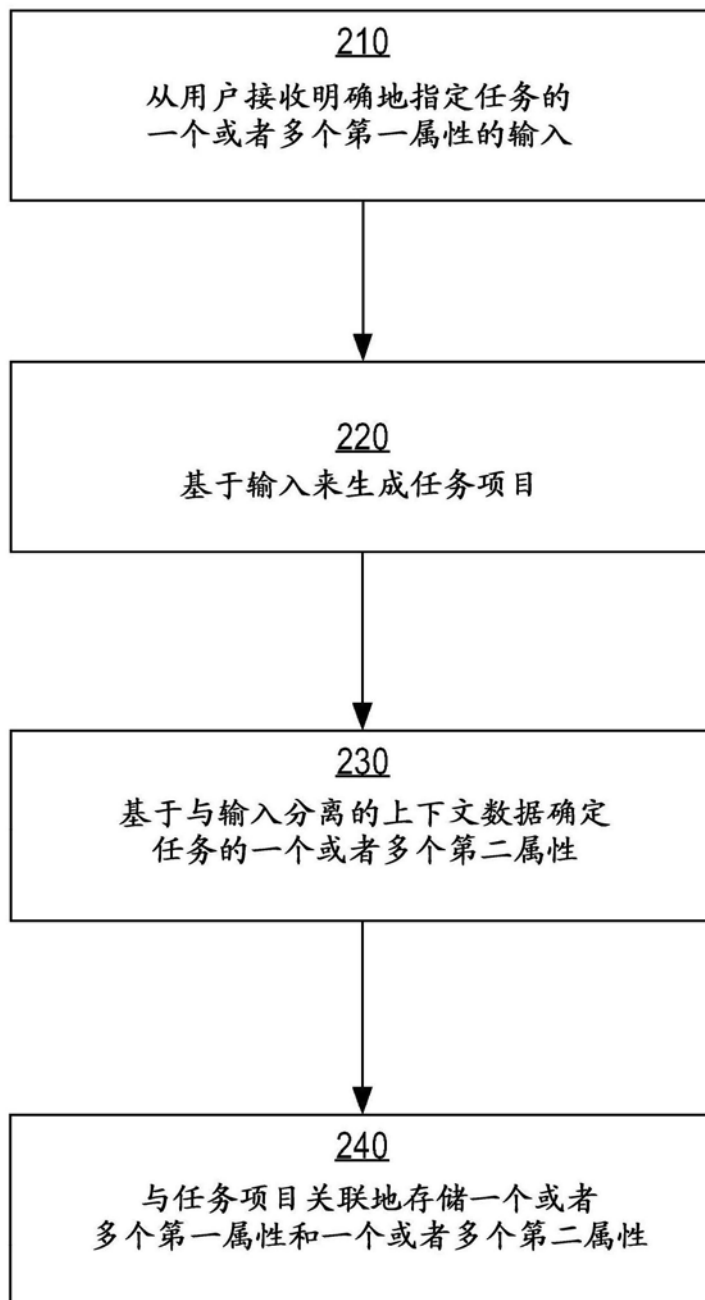 210
从用户接收明确地指定任务的
一个或者多个第一属性的输入
220
基于输入来生成任务项目
230
基于与输入分离的上下文数据确定
任务的一个或者多个第二属性
240
与任务项目关联地存储一个或者
多个第一属性和一个或者多个第二属性